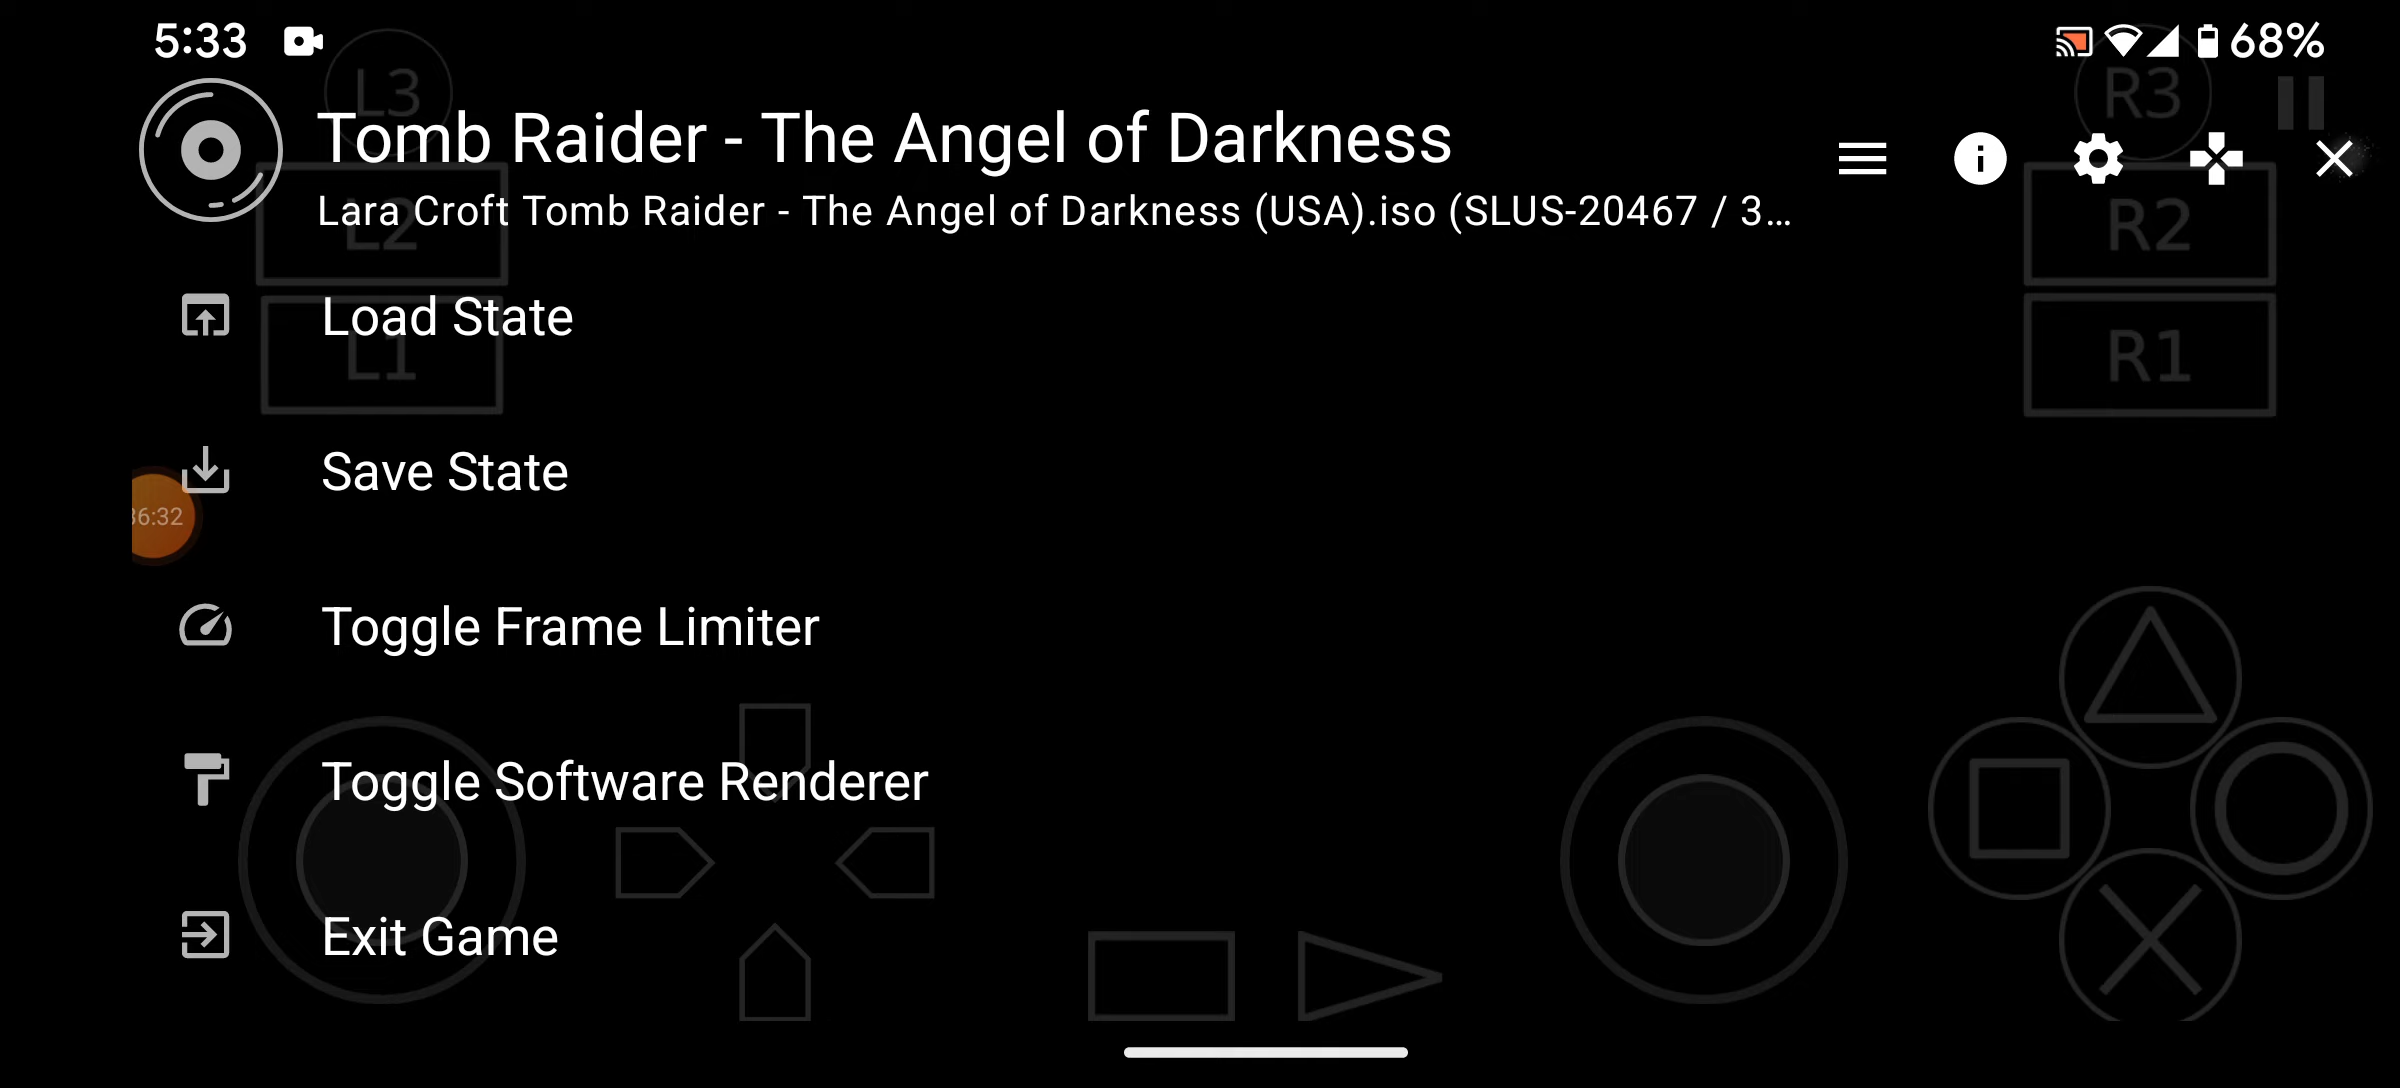 5:33
68%
L3
R3
Tomb Raider - The Angel of Darkness
Lara Croft Tomb Raider - The Angel of Darkness (USA).iso (SLUS-20467 / 3…
L2
R2
Load State
L1
R1
Save State
36:32
Toggle Frame Limiter
Toggle Software Renderer
Exit Game